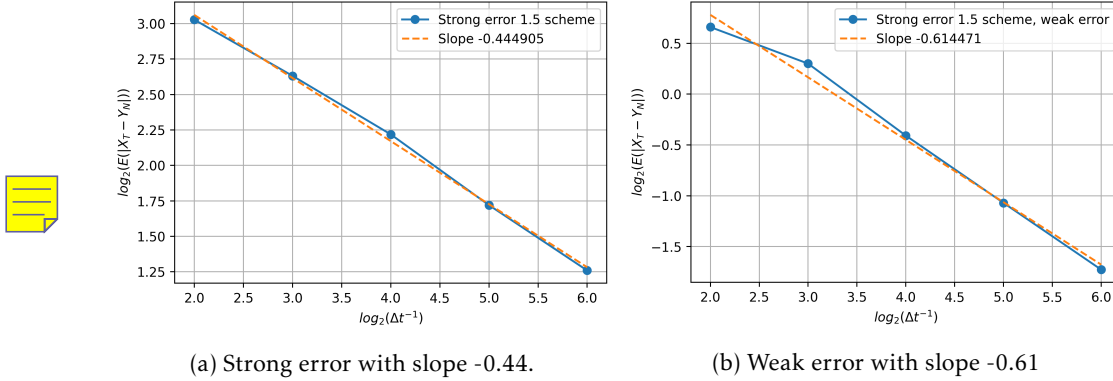 3.00
2.75
2.50
2.25
2.00
1.75
1.50
1.25
log₂(E(|X_T − Y_N|))
Strong error 1.5 scheme
Slope -0.444905
2.0 2.5 3.0 3.5 4.0 4.5 5.0 5.5 6.0
log₂(Δt⁻¹)
(a) Strong error with slope -0.44.
0.5
0.0
−0.5
−1.0
−1.5
log₂(E(|X_T − Y_N|))
Strong error 1.5 scheme, weak error
Slope -0.614471
2.0 2.5 3.0 3.5 4.0 4.5 5.0 5.5 6.0
log₂(Δt⁻¹)
(b) Weak error with slope -0.61